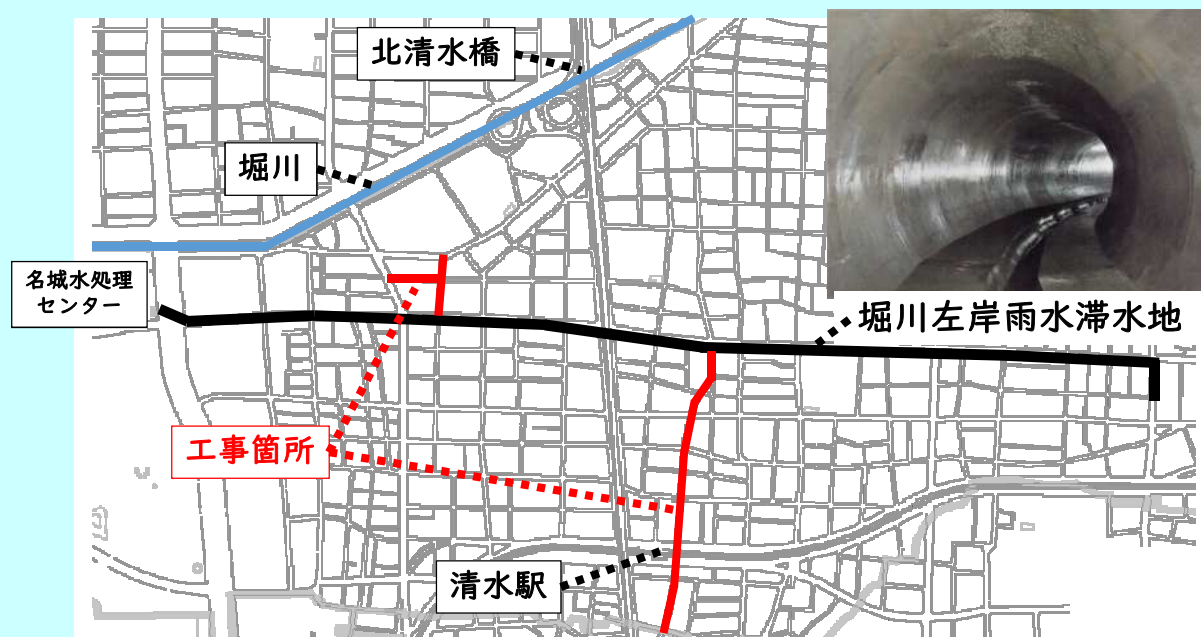 北清水橋
堀川
名城水処理
センター
堀川左岸雨水滞水地
工事箇所
清水駅